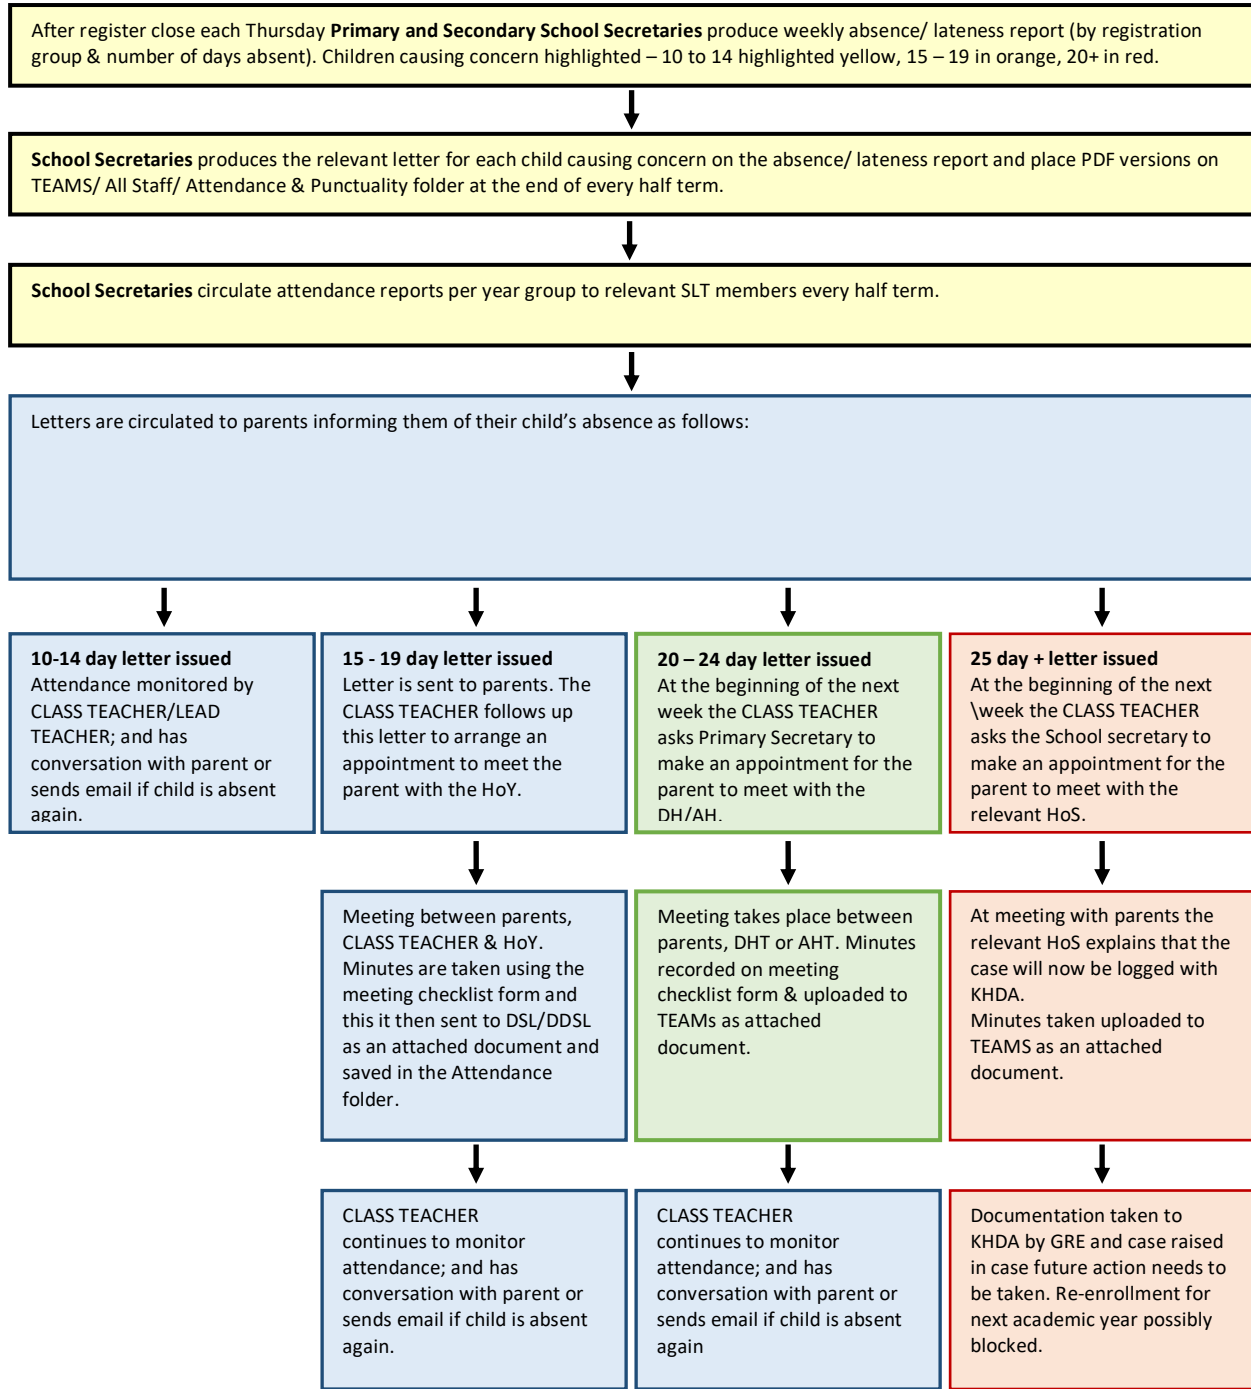 After register close each Thursday Primary and Secondary School Secretaries produce weekly absence/ lateness report (by registration
group & number of days absent). Children causing concern highlighted – 10 to 14 highlighted yellow, 15 – 19 in orange, 20+ in red.
School Secretaries produces the relevant letter for each child causing concern on the absence/ lateness report and place PDF versions on
TEAMS/ All Staff/ Attendance & Punctuality folder at the end of every half term.
School Secretaries circulate attendance reports per year group to relevant SLT members every half term.
Letters are circulated to parents informing them of their child's absence as follows:
10-14 day letter issued
Attendance monitored by
CLASS TEACHER/LEAD
TEACHER; and has
conversation with parent or
sends email if child is absent
again.
15 - 19 day letter issued
Letter is sent to parents. The
CLASS TEACHER follows up
this letter to arrange an
appointment to meet the
parent with the HoY.
20 – 24 day letter issued
At the beginning of the next
week the CLASS TEACHER
asks Primary Secretary to
make an appointment for the
parent to meet with the
DH/AH.
25 day + letter issued
At the beginning of the next
\week the CLASS TEACHER
asks the School secretary to
make an appointment for the
parent to meet with the
relevant HoS.
Meeting between parents,
CLASS TEACHER & HoY.
Minutes are taken using the
meeting checklist form and
this it then sent to DSL/DDSL
as an attached document and
saved in the Attendance
folder.
Meeting takes place between
parents, DHT or AHT. Minutes
recorded on meeting
checklist form & uploaded to
TEAMs as attached
document.
At meeting with parents the
relevant HoS explains that the
case will now be logged with
KHDA.
Minutes taken uploaded to
TEAMS as an attached
document.
CLASS TEACHER
continues to monitor
attendance; and has
conversation with parent or
sends email if child is absent
again.
CLASS TEACHER
continues to monitor
attendance; and has
conversation with parent or
sends email if child is absent
again
Documentation taken to
KHDA by GRE and case raised
in case future action needs to
be taken. Re-enrollment for
next academic year possibly
blocked.